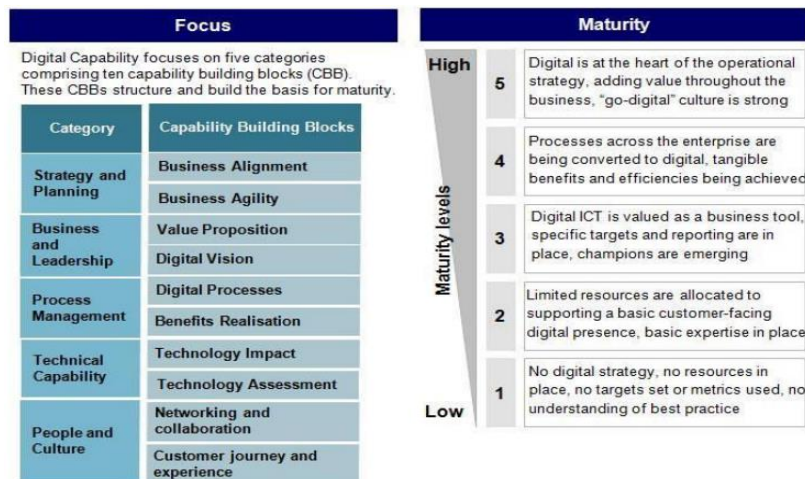 Focus
Digital Capability focuses on five categories
comprising ten capability building blocks (CBB).
These CBBs structure and build the basis for maturity.
Category
Capability Building Blocks
Strategy and
Planning
Business Alignment
Business Agility
Business
and
Leadership
Value Proposition
Digital Vision
Process
Management
Digital Processes
Benefits Realisation
Technical
Capability
Technology Impact
Technology Assessment
People and
Culture
Networking and
collaboration
Customer journey and
experience
Maturity
High
Maturity levels
Low
5
Digital is at the heart of the operational
strategy, adding value throughout the
business, “go-digital” culture is strong
4
Processes across the enterprise are
being converted to digital, tangible
benefits and efficiencies being achieved
3
Digital ICT is valued as a business tool,
specific targets and reporting are in
place, champions are emerging
2
Limited resources are allocated to
supporting a basic customer-facing
digital presence, basic expertise in place
1
No digital strategy, no resources in
place, no targets set or metrics used, no
understanding of best practice